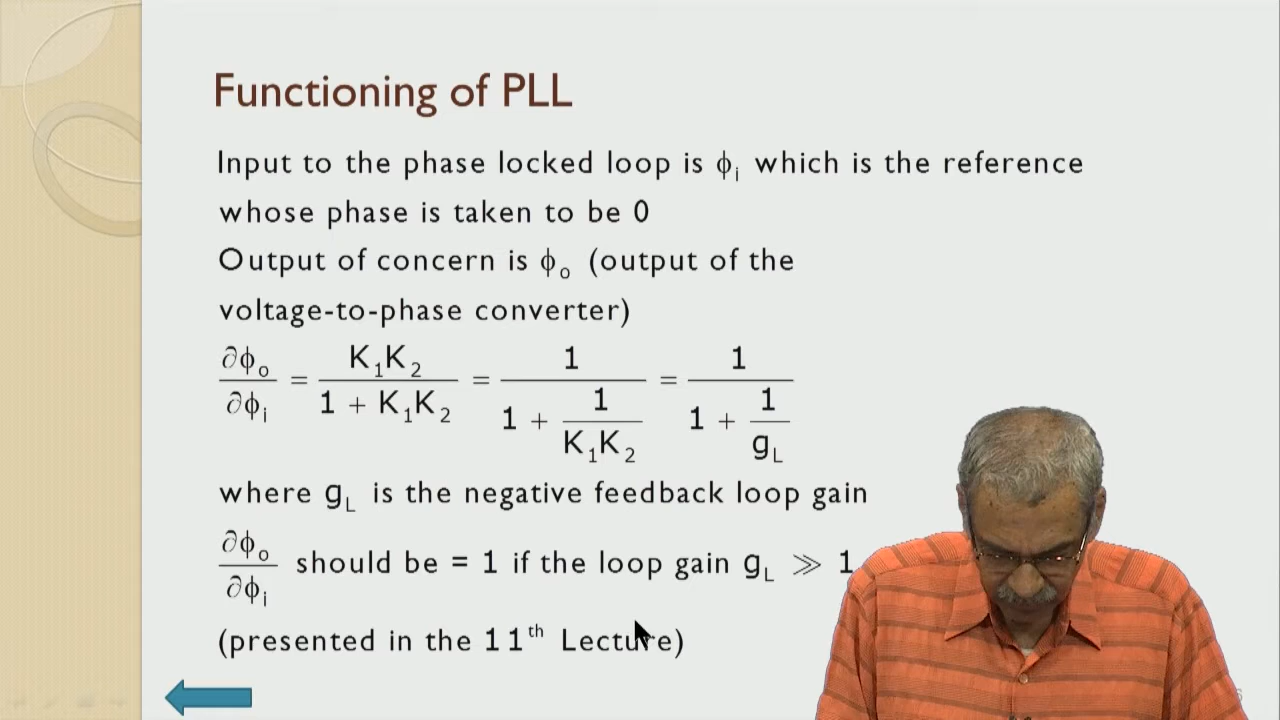 Functioning of PLL
Input to the phase locked loop is ϕᵢ which is the reference
whose phase is taken to be 0
Output of concern is ϕₒ (output of the
voltage-to-phase converter)
∂ϕₒ/∂ϕᵢ = K₁K₂/(1 + K₁K₂) = 1/(1 + 1/(K₁K₂)) = 1/(1 + 1/g_L)
where g_L is the negative feedback loop gain
∂ϕₒ/∂ϕᵢ should be = 1 if the loop gain g_L ≫ 1
(presented in the 11th Lecture)